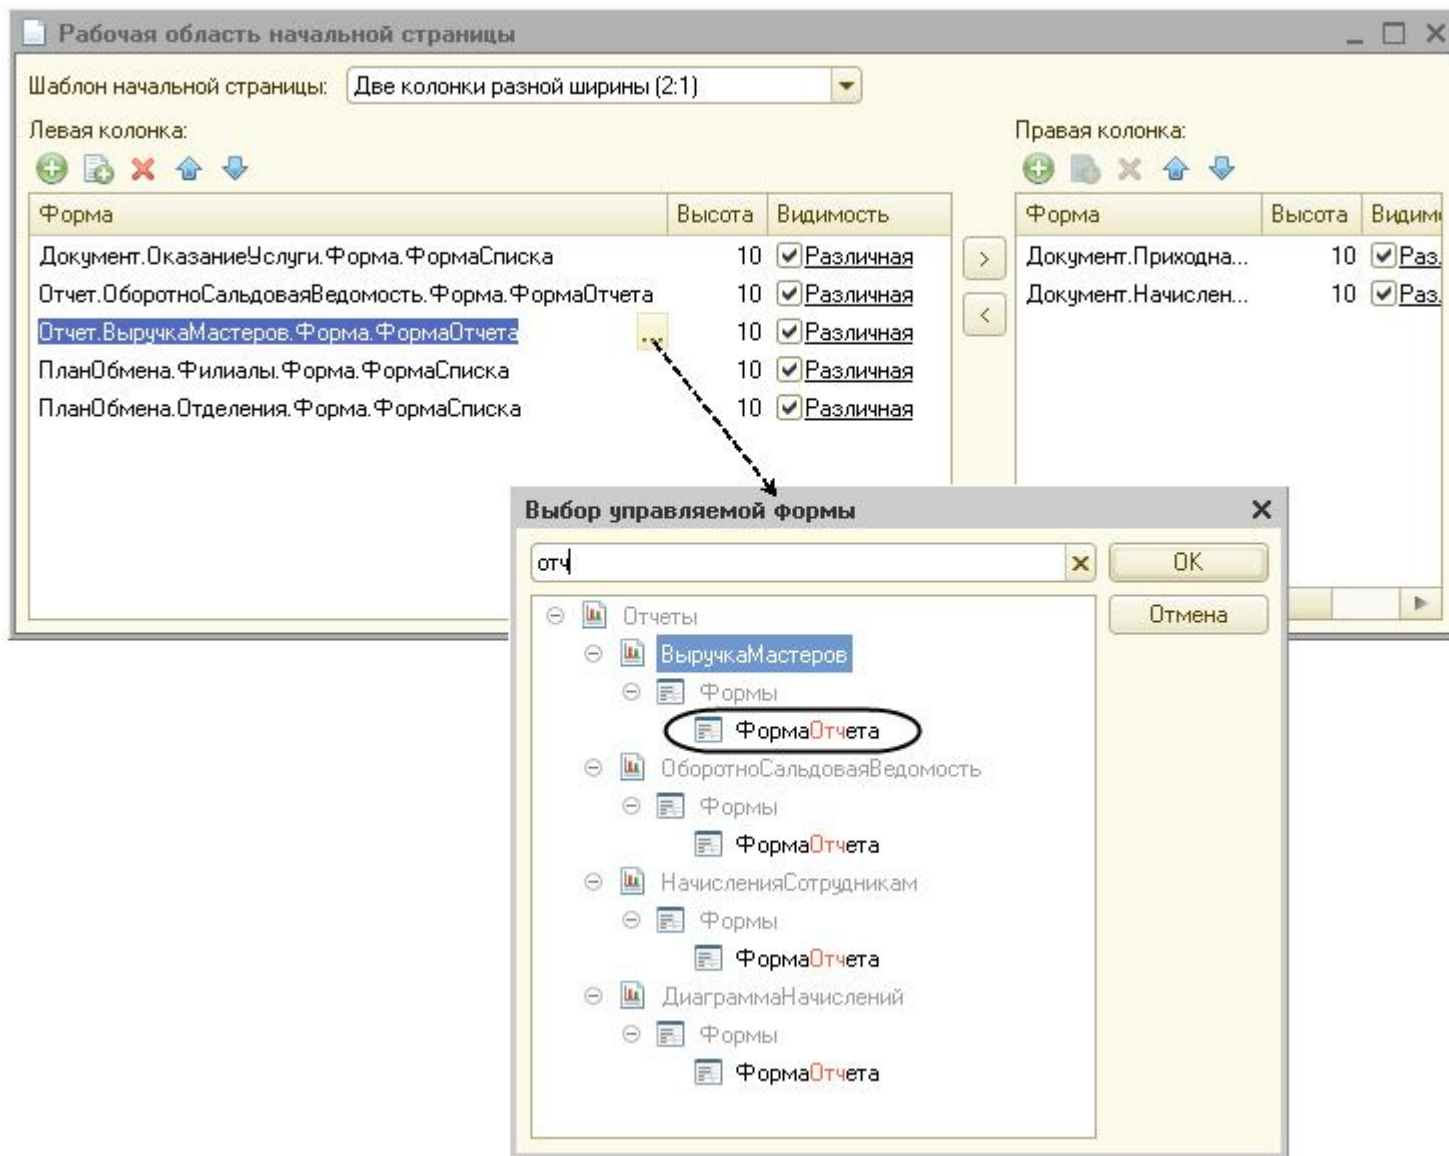 Рабочая область начальной страницы
Шаблон начальной страницы: Две колонки разной ширины (2:1)
Левая колонка:
Правая колонка:
Форма Высота Видимость
Форма Высота Видимо
Документ.ОказаниеУслуги.Форма.ФормаСписка 10 Различная
Отчет.ОборотноСальдоваяВедомость.Форма.ФормаОтчета 10 Различная
Отчет.ВыручкаМастеров.Форма.ФормаОтчета ... 10 Различная
ПланОбмена.Филиалы.Форма.ФормаСписка 10 Различная
ПланОбмена.Отделения.Форма.ФормаСписка 10 Различная
>
<
Документ.Приходна... 10 Раз.
Документ.Начислен... 10 Раз.
Выбор управляемой формы
отч
OK
Отмена
Отчеты
ВыручкаМастеров
Формы
ФормаОтчета
ОборотноСальдоваяВедомость
Формы
ФормаОтчета
НачисленияСотрудникам
Формы
ФормаОтчета
ДиаграммаНачислений
Формы
ФормаОтчета